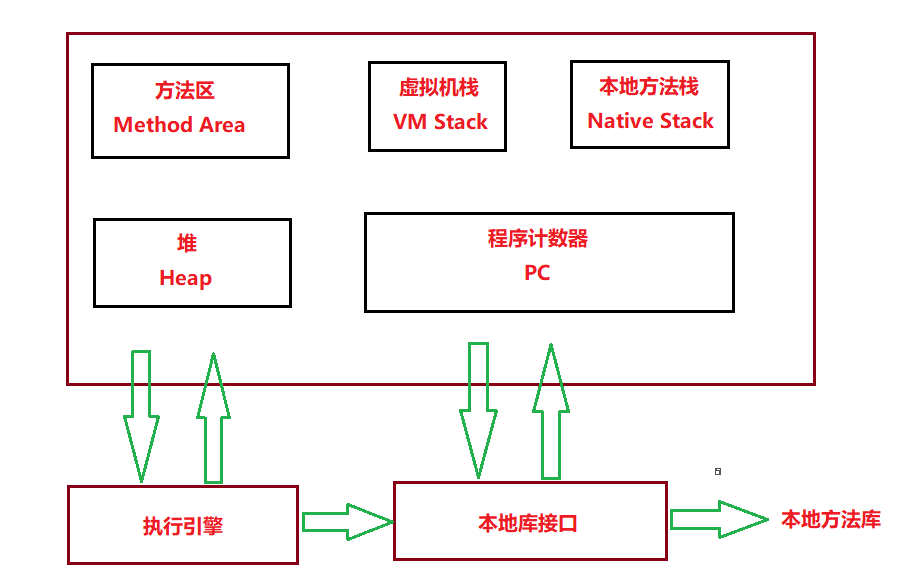 方法区
Method Area
虚拟机栈
VM Stack
本地方法栈
Native Stack
堆
Heap
程序计数器
PC
执行引擎
本地库接口
本地方法库